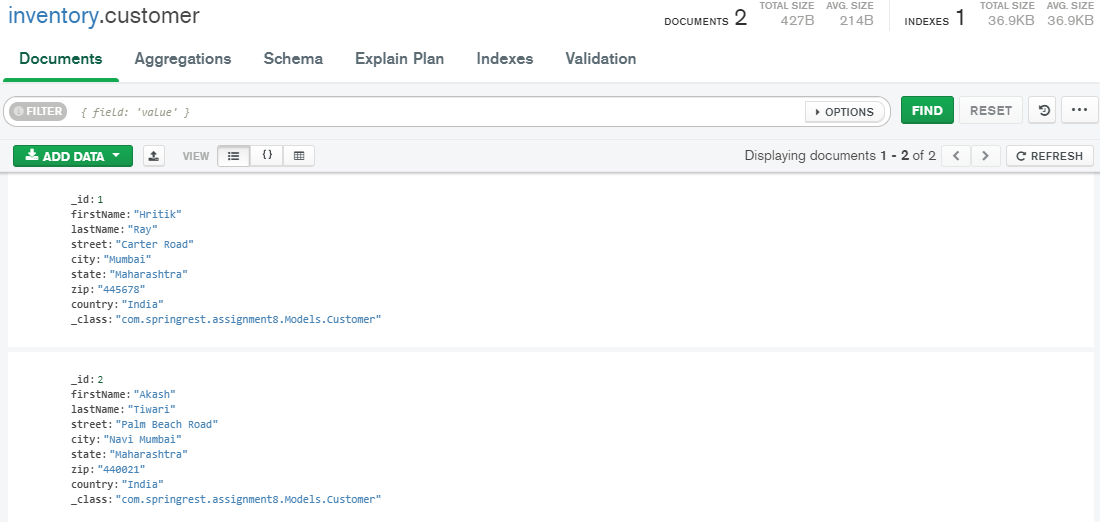 inventory.customer
DOCUMENTS 2 TOTAL SIZE 427B AVG. SIZE 214B INDEXES 1 TOTAL SIZE 36.9KB AVG. SIZE 36.9KB
Documents Aggregations Schema Explain Plan Indexes Validation
FILTER { field: 'value' } OPTIONS FIND RESET
ADD DATA VIEW { } Displaying documents 1 - 2 of 2 REFRESH
_id: 1
firstName: "Hritik"
lastName: "Ray"
street: "Carter Road"
city: "Mumbai"
state: "Maharashtra"
zip: "445678"
country: "India"
_class: "com.springrest.assignment8.Models.Customer"
_id: 2
firstName: "Akash"
lastName: "Tiwari"
street: "Palm Beach Road"
city: "Navi Mumbai"
state: "Maharashtra"
zip: "440021"
country: "India"
_class: "com.springrest.assignment8.Models.Customer"